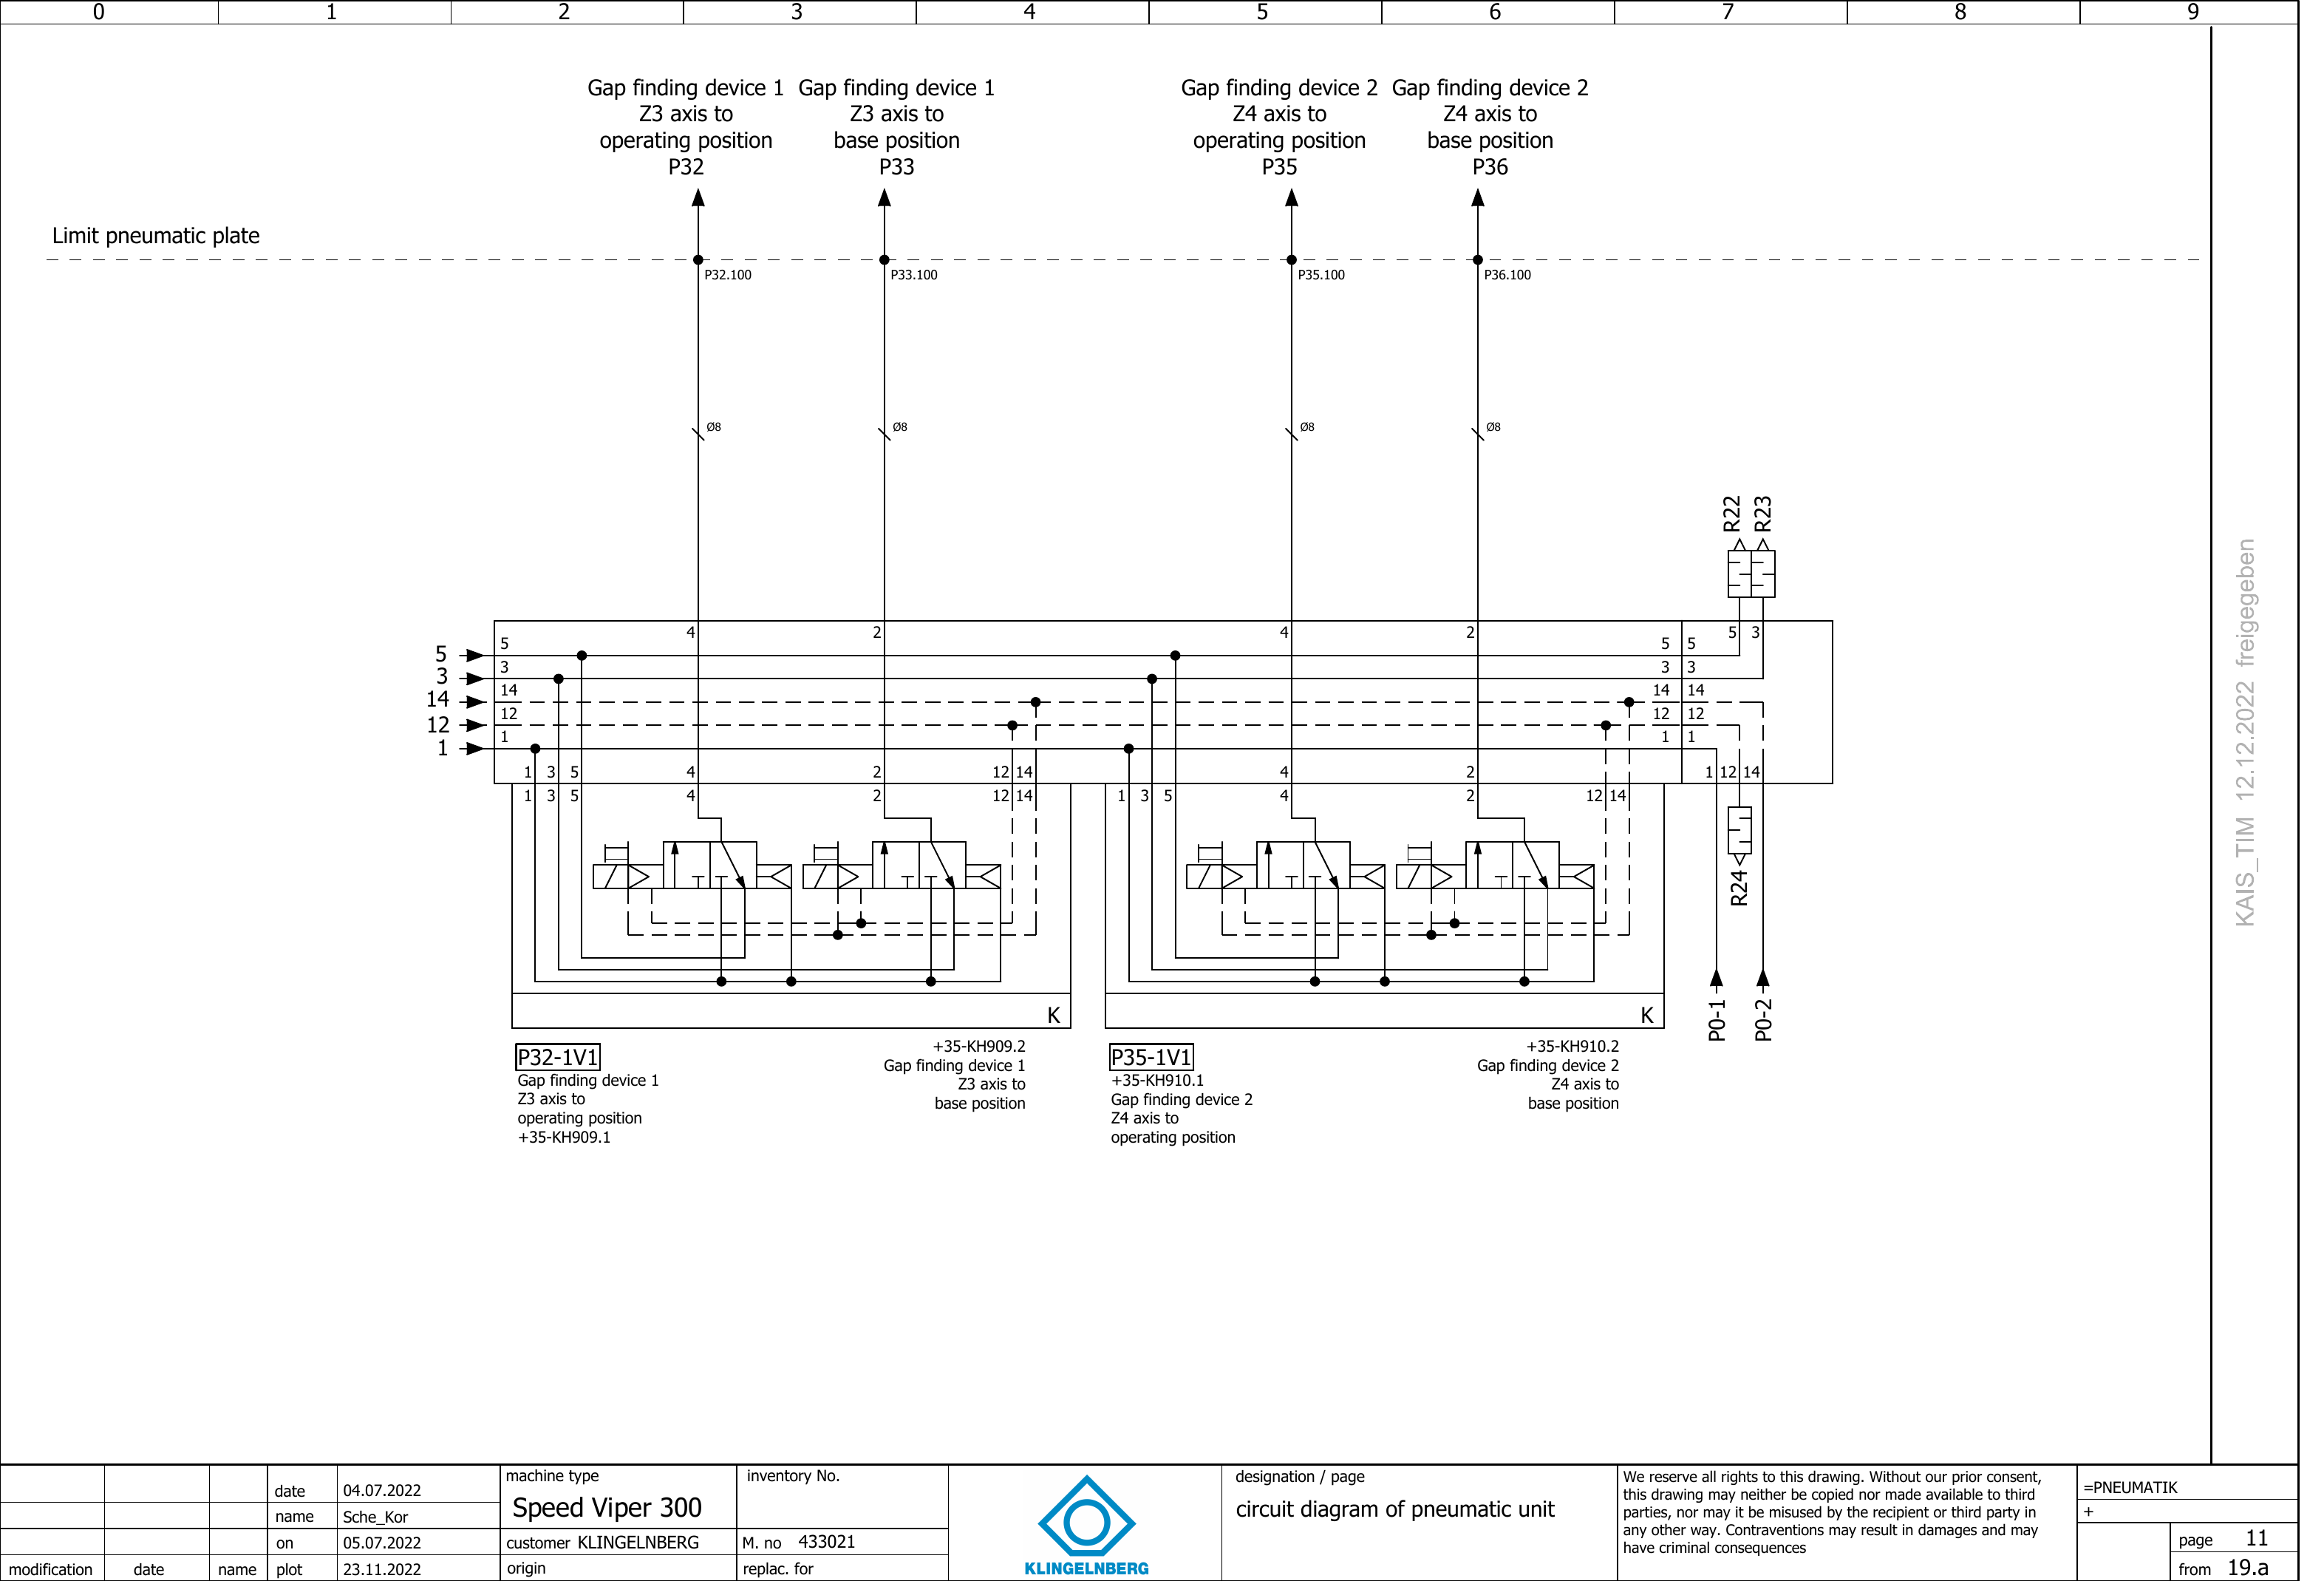 0 1 2 3 4 5 6 7 8 9
Gap finding device 1
Z3 axis to
operating position
P32
Gap finding device 1
Z3 axis to
base position
P33
Gap finding device 2
Z4 axis to
operating position
P35
Gap finding device 2
Z4 axis to
base position
P36
Limit pneumatic plate
P32.100 P33.100 P35.100 P36.100
Ø8 Ø8 Ø8 Ø8
R22 R23
4 2 4 2 5 3
5 5 5 5
3 3 3 3
14 14 14 14
12 12 12 12
1 1 1 1
1 3 5 4 2 12 14 4 2 1 12 14
1 3 5 4 2 12 14 1 3 5 4 2 12 14
R24
K K
P0-1 P0-2
P32-1V1
Gap finding device 1
Z3 axis to
operating position
+35-KH909.1
+35-KH909.2
Gap finding device 1
Z3 axis to
base position
P35-1V1
+35-KH910.1
Gap finding device 2
Z4 axis to
operating position
+35-KH910.2
Gap finding device 2
Z4 axis to
base position
KAIS_TIM 12.12.2022 freigegeben
modification date name
date 04.07.2022
name Sche_Kor
on 05.07.2022
plot 23.11.2022
machine type
Speed Viper 300
customer KLINGELNBERG
origin
inventory No.
M. no 433021
replac. for
KLINGELNBERG
designation / page
circuit diagram of pneumatic unit
We reserve all rights to this drawing. Without our prior consent,
this drawing may neither be copied nor made available to third
parties, nor may it be misused by the recipient or third party in
any other way. Contraventions may result in damages and may
have criminal consequences
=PNEUMATIK
+
page 11
from 19.a